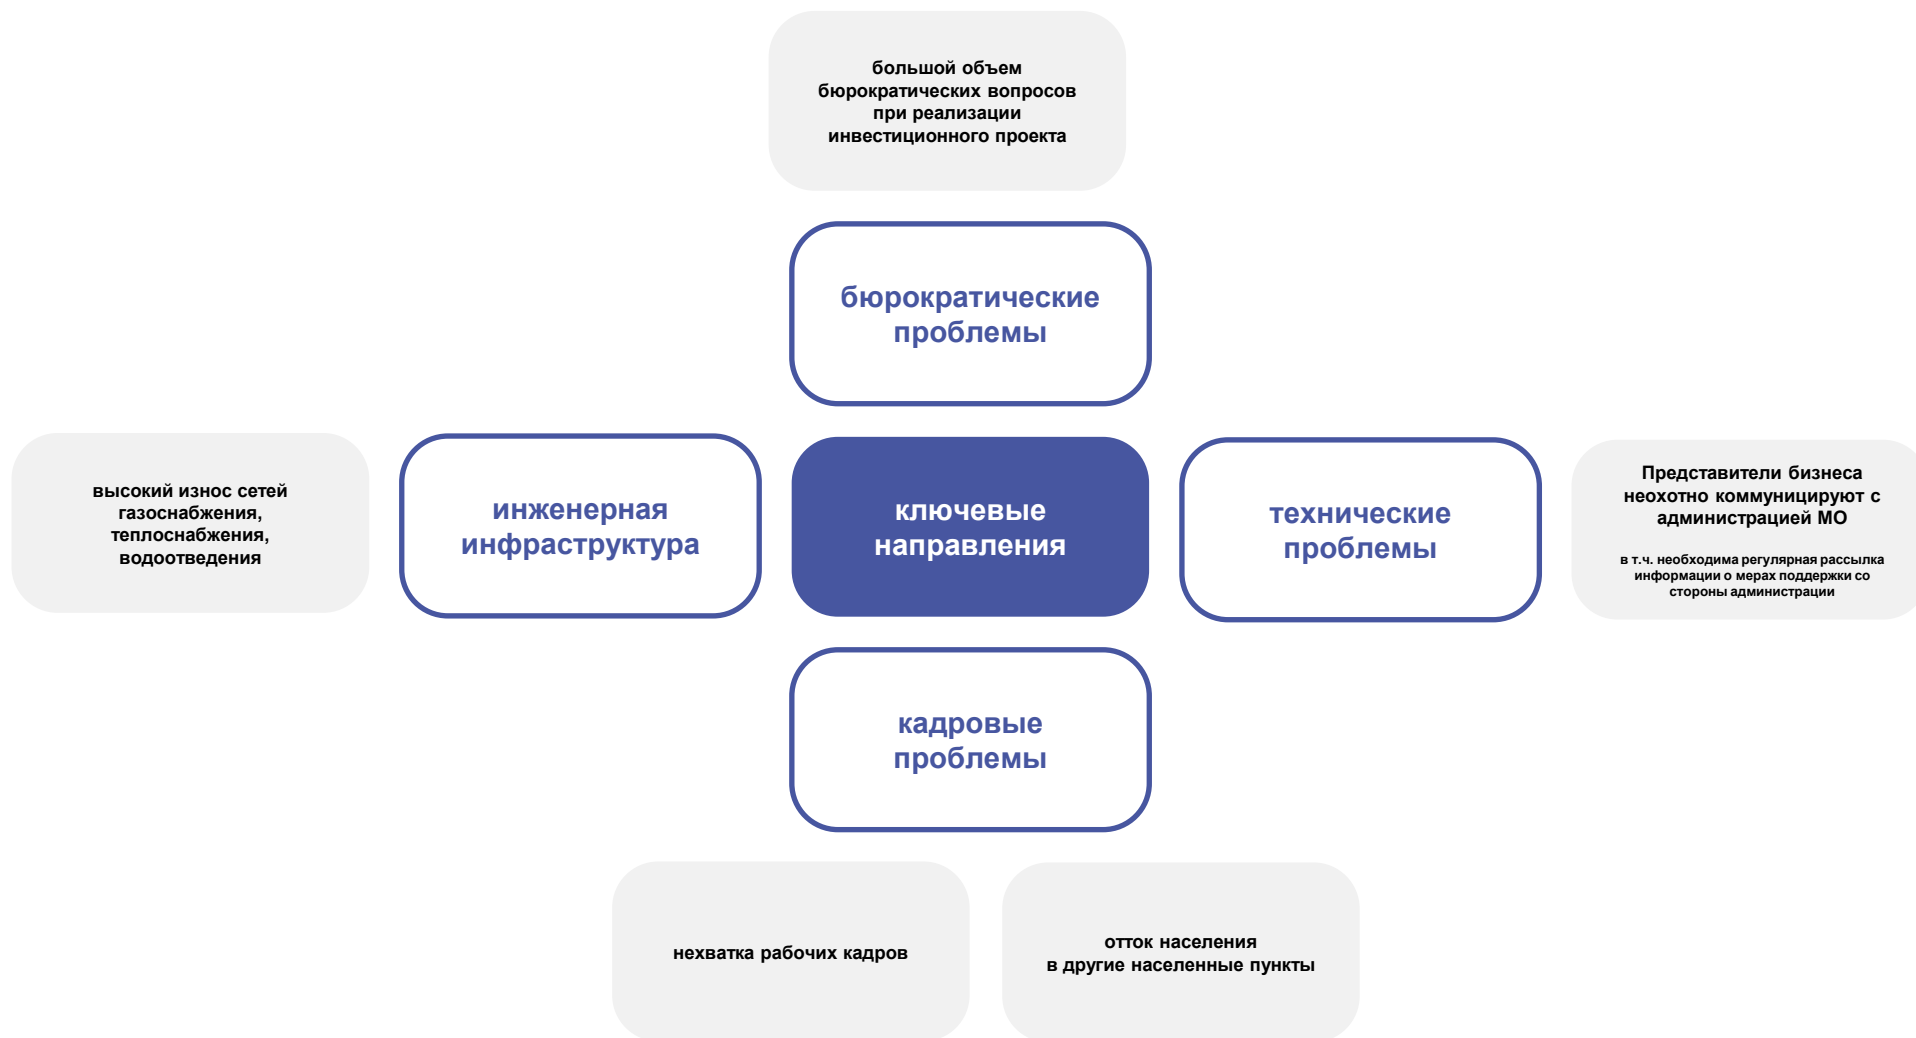 большой объем
бюрократических вопросов
при реализации
инвестиционного проекта
бюрократические
проблемы
высокий износ сетей
газоснабжения,
теплоснабжения,
водоотведения
инженерная
инфраструктура
ключевые
направления
технические
проблемы
Представители бизнеса
неохотно коммуницируют с
администрацией МО
в т.ч. необходима регулярная рассылка
информации о мерах поддержки со
стороны администрации
кадровые
проблемы
нехватка рабочих кадров
отток населения
в другие населенные пункты